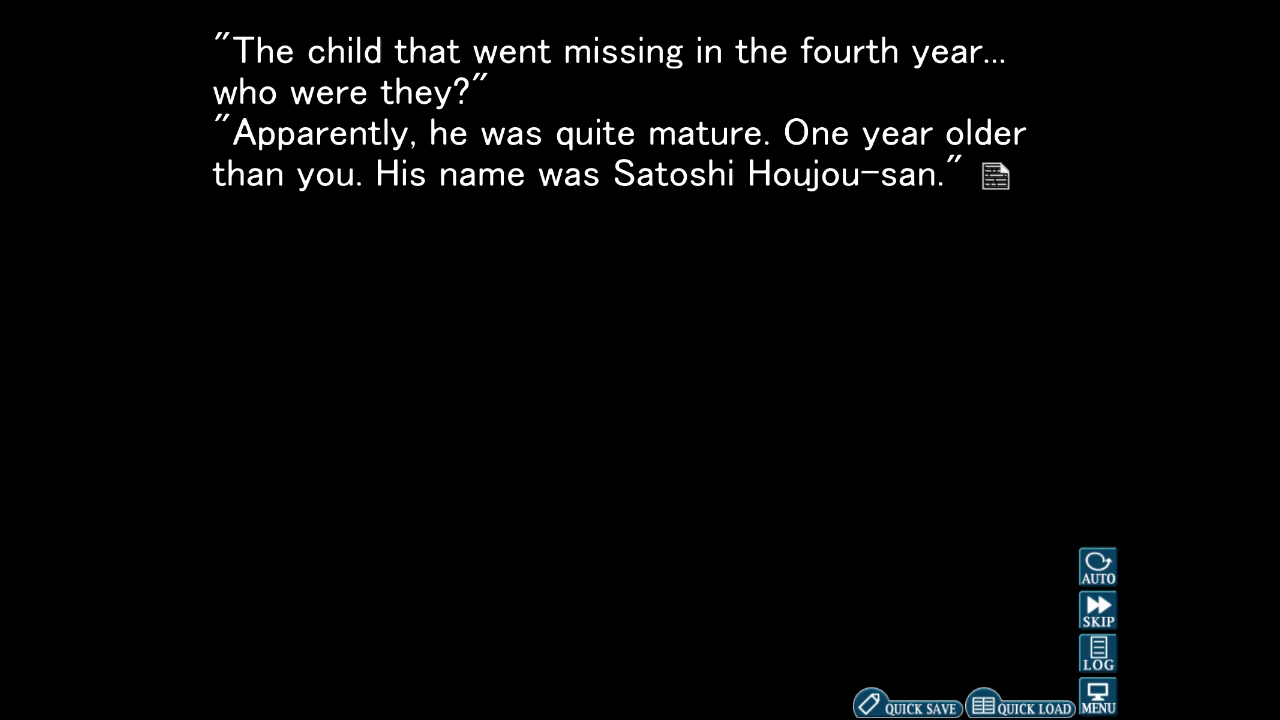 "The child that went missing in the fourth year...
who were they?"
"Apparently, he was quite mature. One year older
than you. His name was Satoshi Houjou-san."
AUTO
SKIP
LOG
QUICK SAVE
QUICK LOAD
MENU